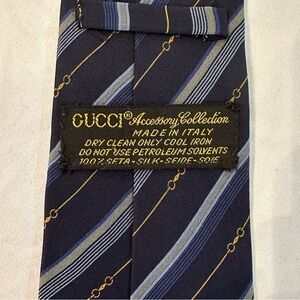 GUCCI® Accessory Collection
MADE IN ITALY
DRY CLEAN ONLY COOL IRON
DO NOT USE PETROLEUM SOLVENTS
100% SETA - SILK - SEIDE - SOIE